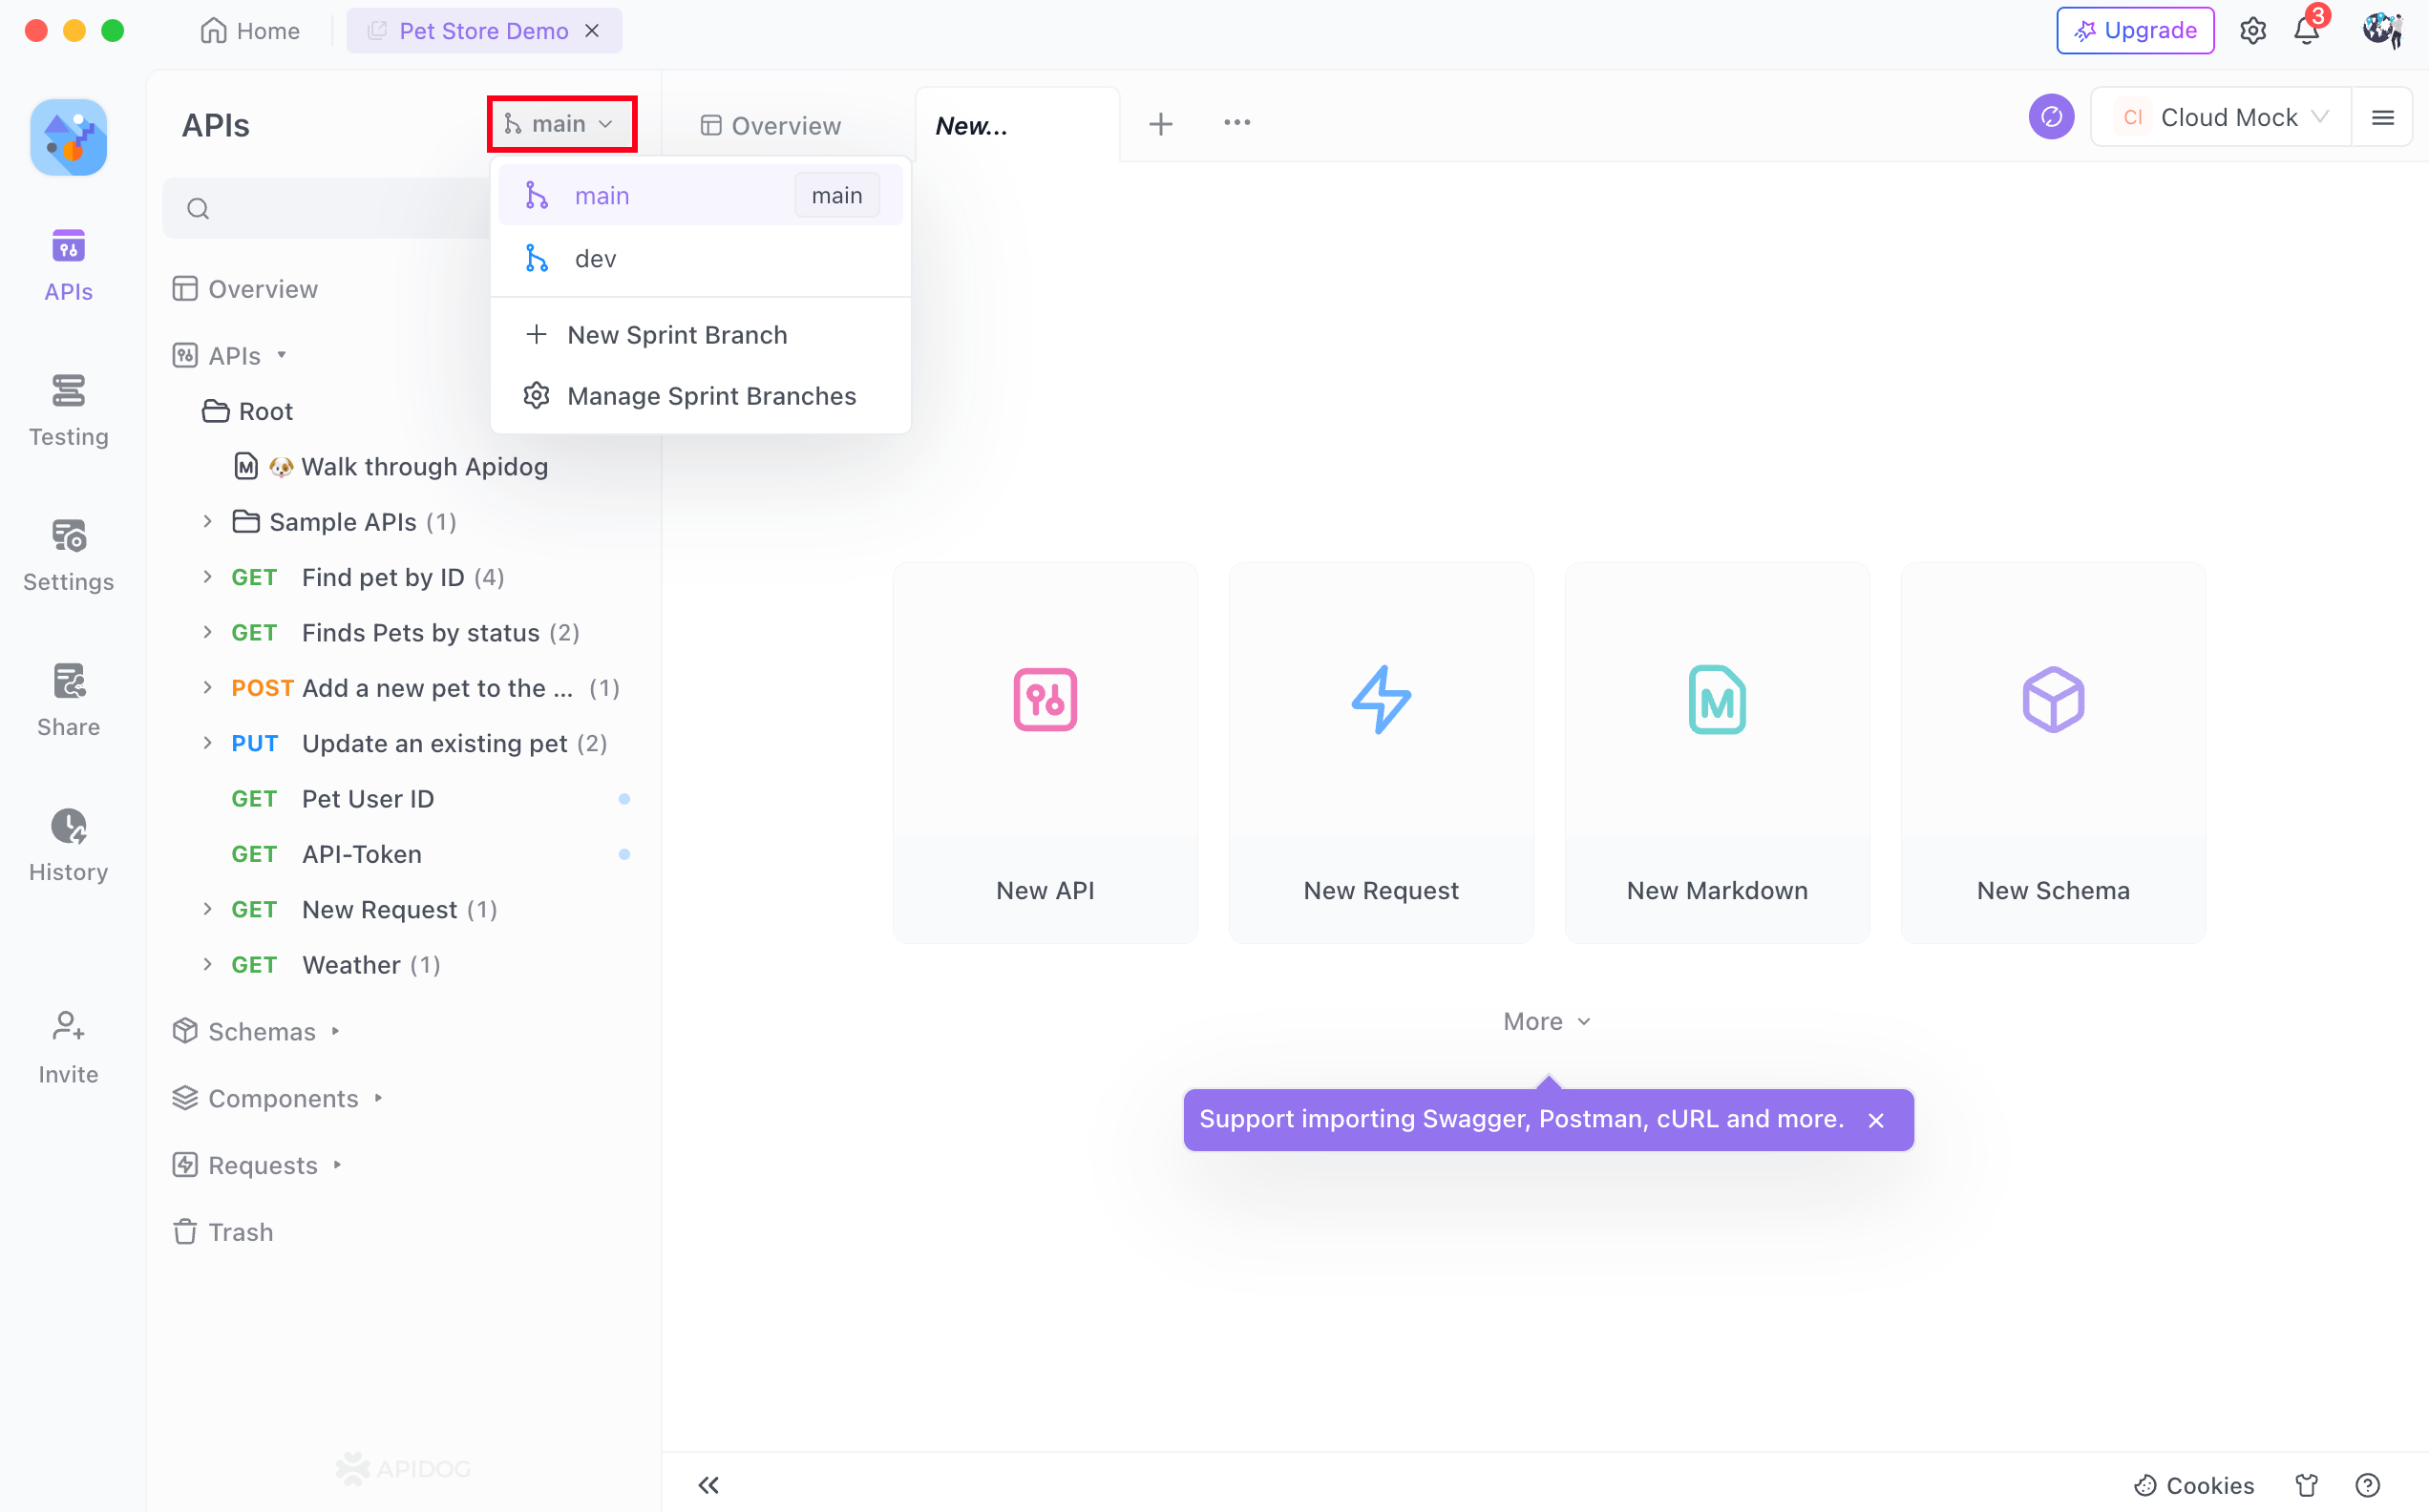 Home
Pet Store Demo
Upgrade
3
APIs
main
Overview
New...
CI Cloud Mock
main main
dev
New Sprint Branch
Manage Sprint Branches
APIs
Testing
Settings
Share
History
Invite
Overview
APIs
Root
Walk through Apidog
Sample APIs (1)
GET Find pet by ID (4)
GET Finds Pets by status (2)
POST Add a new pet to the ... (1)
PUT Update an existing pet (2)
GET Pet User ID
GET API-Token
GET New Request (1)
GET Weather (1)
Schemas
Components
Requests
Trash
APIDOG
New API
New Request
New Markdown
New Schema
More
Support importing Swagger, Postman, cURL and more.
Cookies